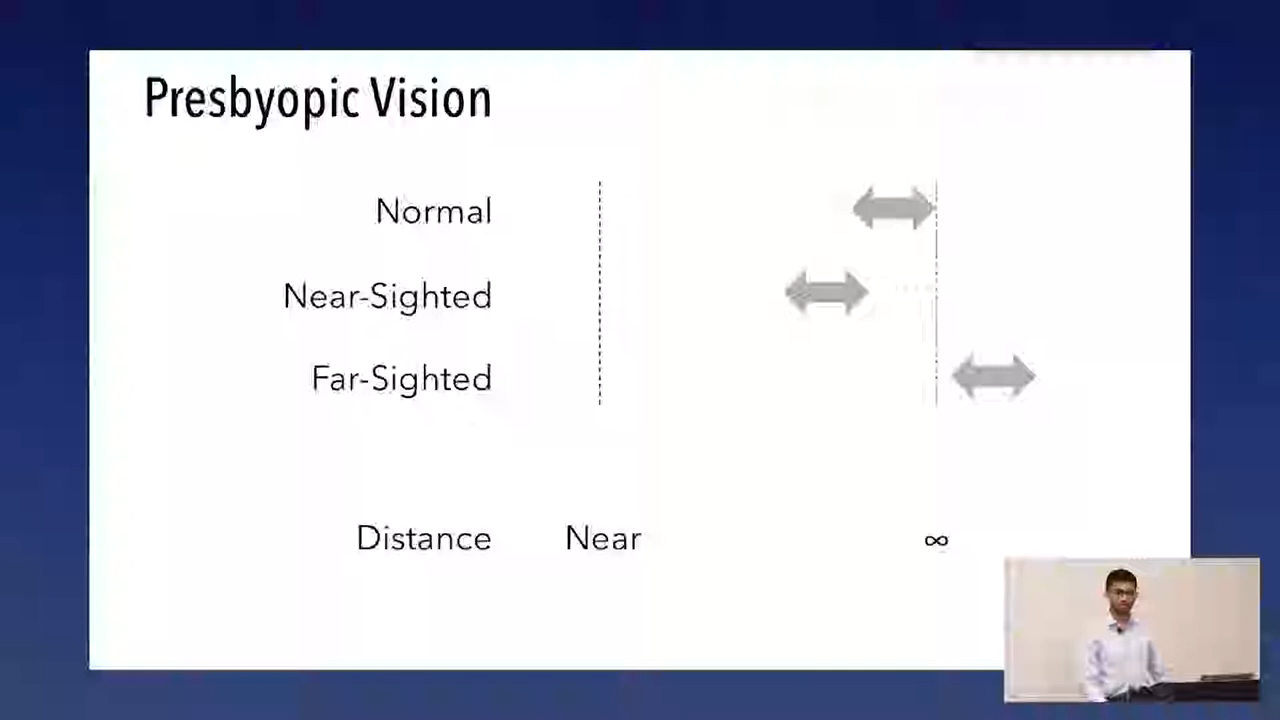 Presbyopic Vision
Normal
Near-Sighted
Far-Sighted
Distance Near ∞